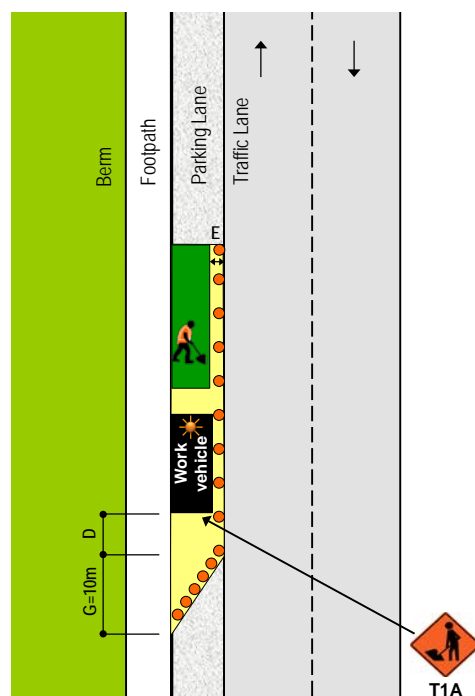 Berm
Footpath
Parking Lane
Traffic Lane
E
Work
vehicle
D
G=10m
T1A